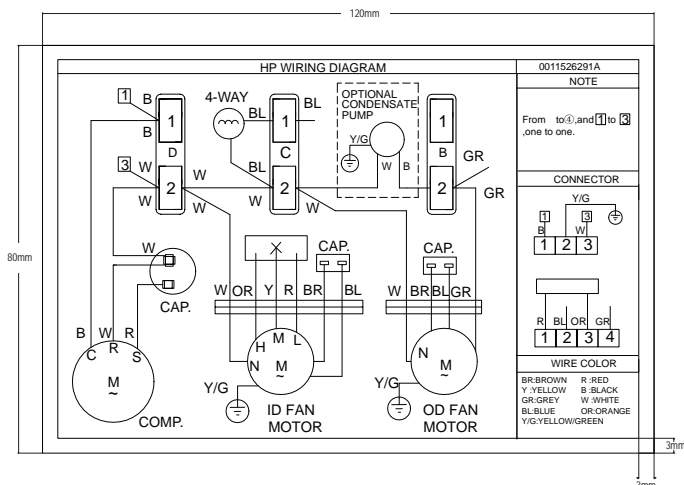 120mm
HP WIRING DIAGRAM
0011526291A
NOTE
From to④,and 1 to 3
,one to one.
1 B
B
1
D
3 W
W
2
W
W
4-WAY
BL
BL
1
C
BL
2
W
W
OPTIONAL
CONDENSATE
PUMP
Y/G
W B
1
B
2
GR
GR
CONNECTOR
Y/G
1 3
B W
1 2 3
R BL OR GR
1 2 3 4
80mm
W
CAP.
CAP.
CAP.
W OR Y R BR BL
W BR BL GR
B W R
C R S
M
~
COMP.
H M L
N
M
~
Y/G
ID FAN
MOTOR
N
M
~
Y/G
OD FAN
MOTOR
WIRE COLOR
BR:BROWN R :RED
Y :YELLOW B :BLACK
GR:GREY W :WHITE
BL:BLUE OR:ORANGE
Y/G:YELLOW/GREEN
3mm
3mm